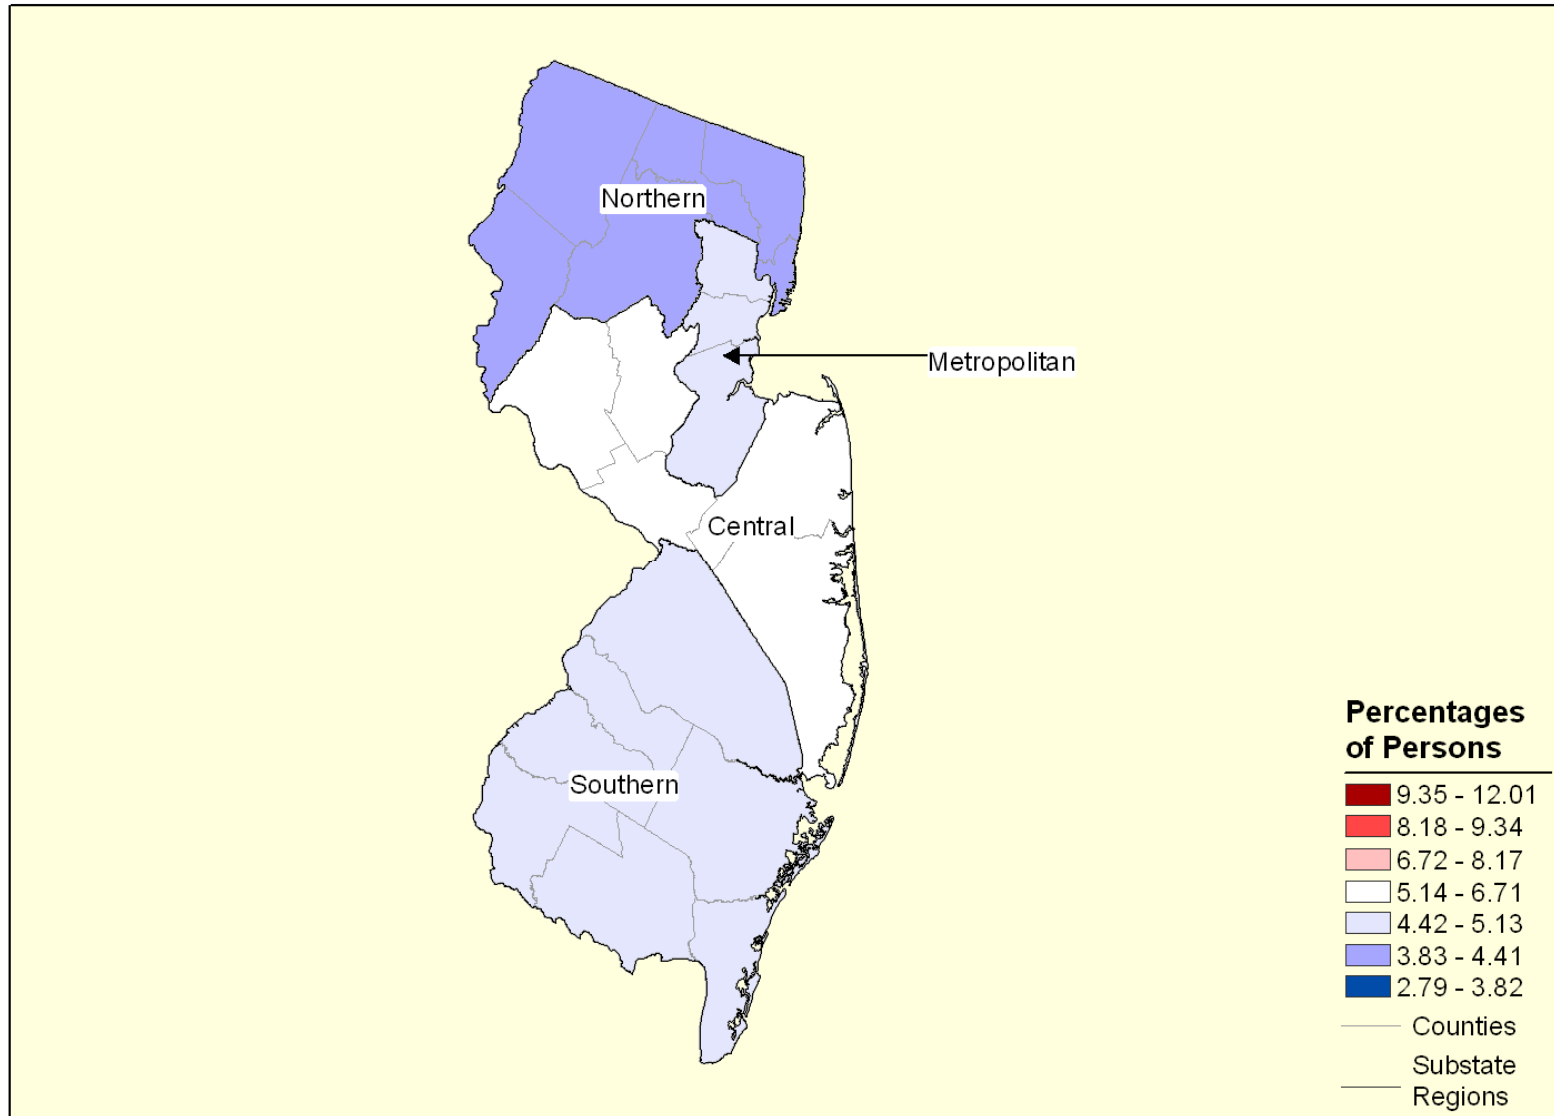 Northern
Metropolitan
Central
Southern
Percentages
of Persons
9.35 - 12.01
8.18 - 9.34
6.72 - 8.17
5.14 - 6.71
4.42 - 5.13
3.83 - 4.41
2.79 - 3.82
Counties
Substate
Regions